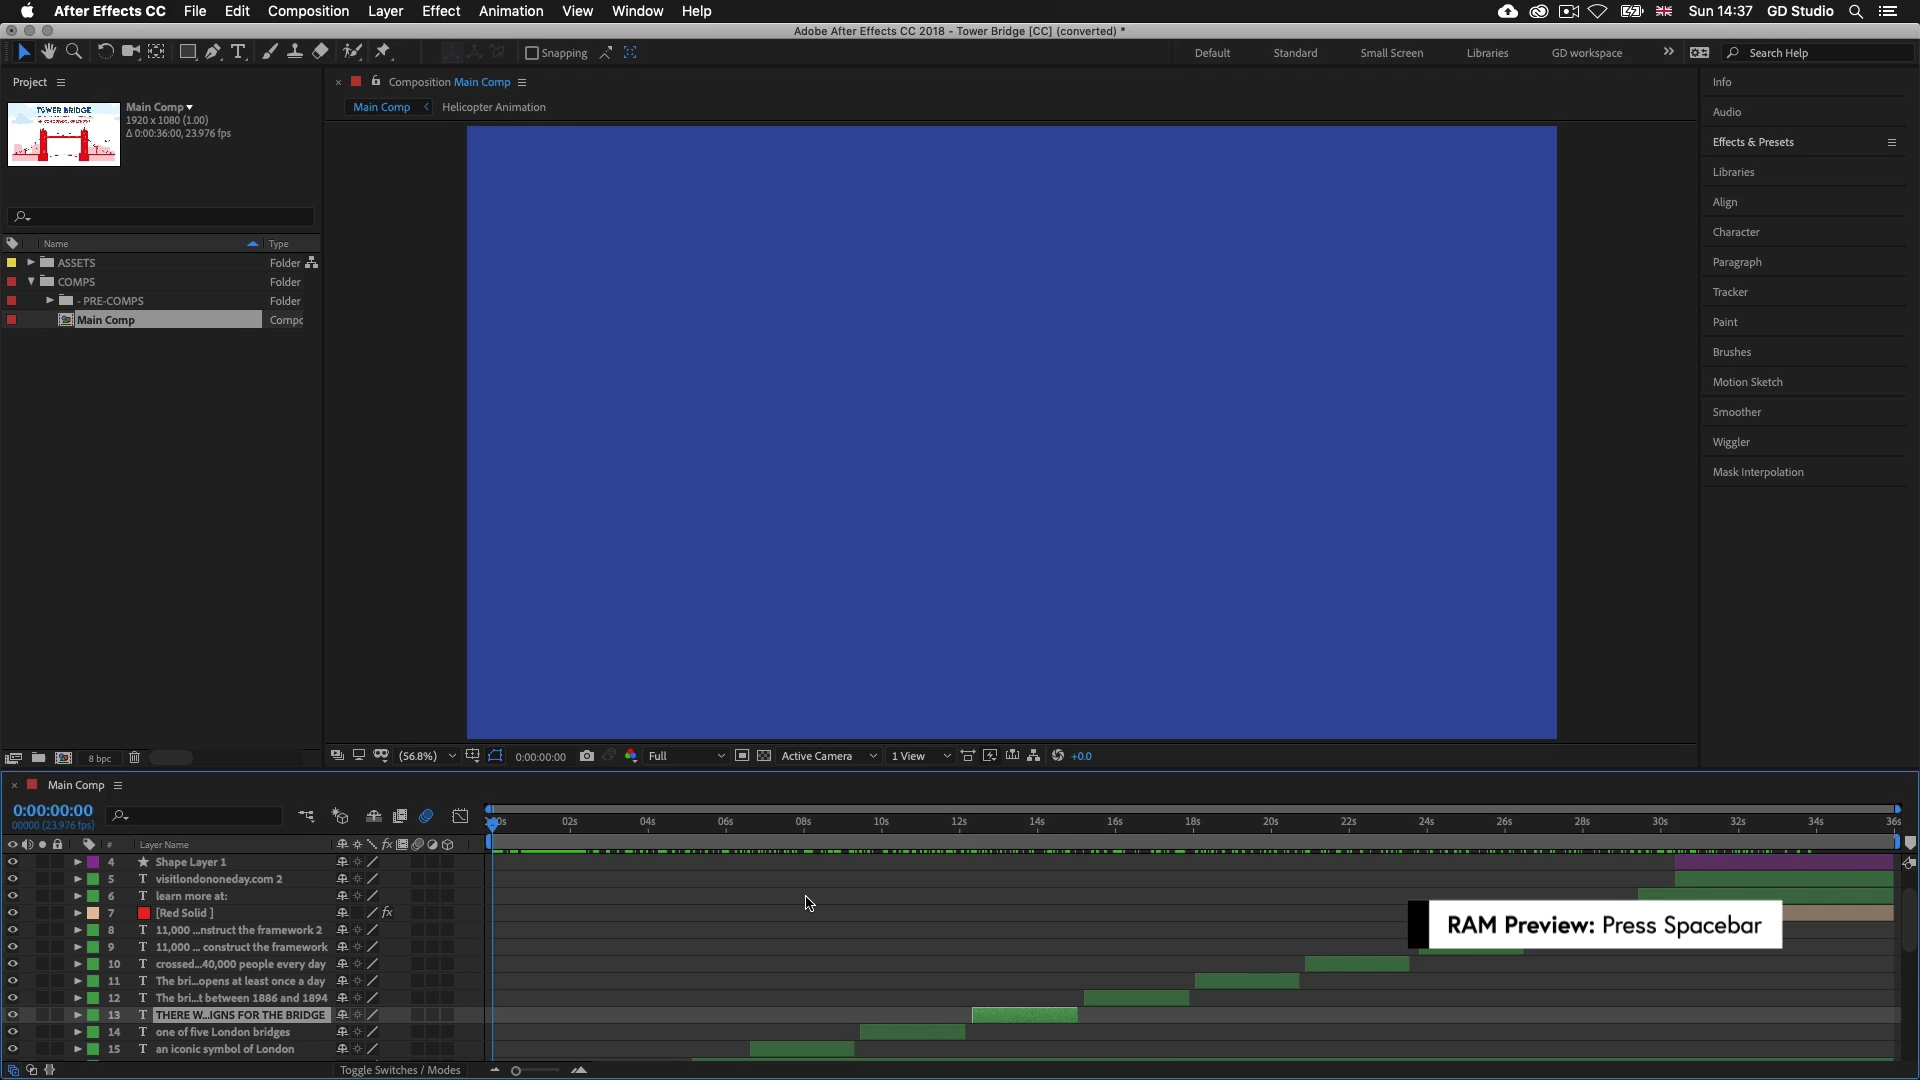 After Effects CC File Edit Composition Layer Effect Animation View Window Help Sun 14:37 GD Studio
Adobe After Effects CC 2018 - Tower Bridge [CC] (converted) *
Snapping Default Standard Small Screen Libraries GD workspace Search Help
Project
Composition Main Comp
Main Comp Helicopter Animation
TOWER BRIDGE
Main Comp
1920 x 1080 (1.00)
Δ 0:00:36:00, 23.976 fps
Name Type
ASSETS Folder
COMPS Folder
- PRE-COMPS Folder
Main Comp Compo
8 bpc
Info
Audio
Effects & Presets
Libraries
Align
Character
Paragraph
Tracker
Paint
Brushes
Motion Sketch
Smoother
Wiggler
Mask Interpolation
(56.8%) 0:00:00:00 Full Active Camera 1 View +0.0
Main Comp
0:00:00:00
00000 (23.976 fps)
02s 04s 06s 08s 10s 12s 14s 16s 18s 20s 22s 24s 26s 28s 30s 32s 34s 36s
# Layer Name
4 Shape Layer 1
5 visitlondononeday.com 2
6 learn more at:
7 [Red Solid ]
8 11,000 ...nstruct the framework 2
9 11,000 ... construct the framework
10 crossed...40,000 people every day
11 The bri...opens at least once a day
12 The bri...t between 1886 and 1894
13 THERE W...IGNS FOR THE BRIDGE
14 one of five London bridges
15 an iconic symbol of London
Toggle Switches / Modes
RAM Preview: Press Spacebar